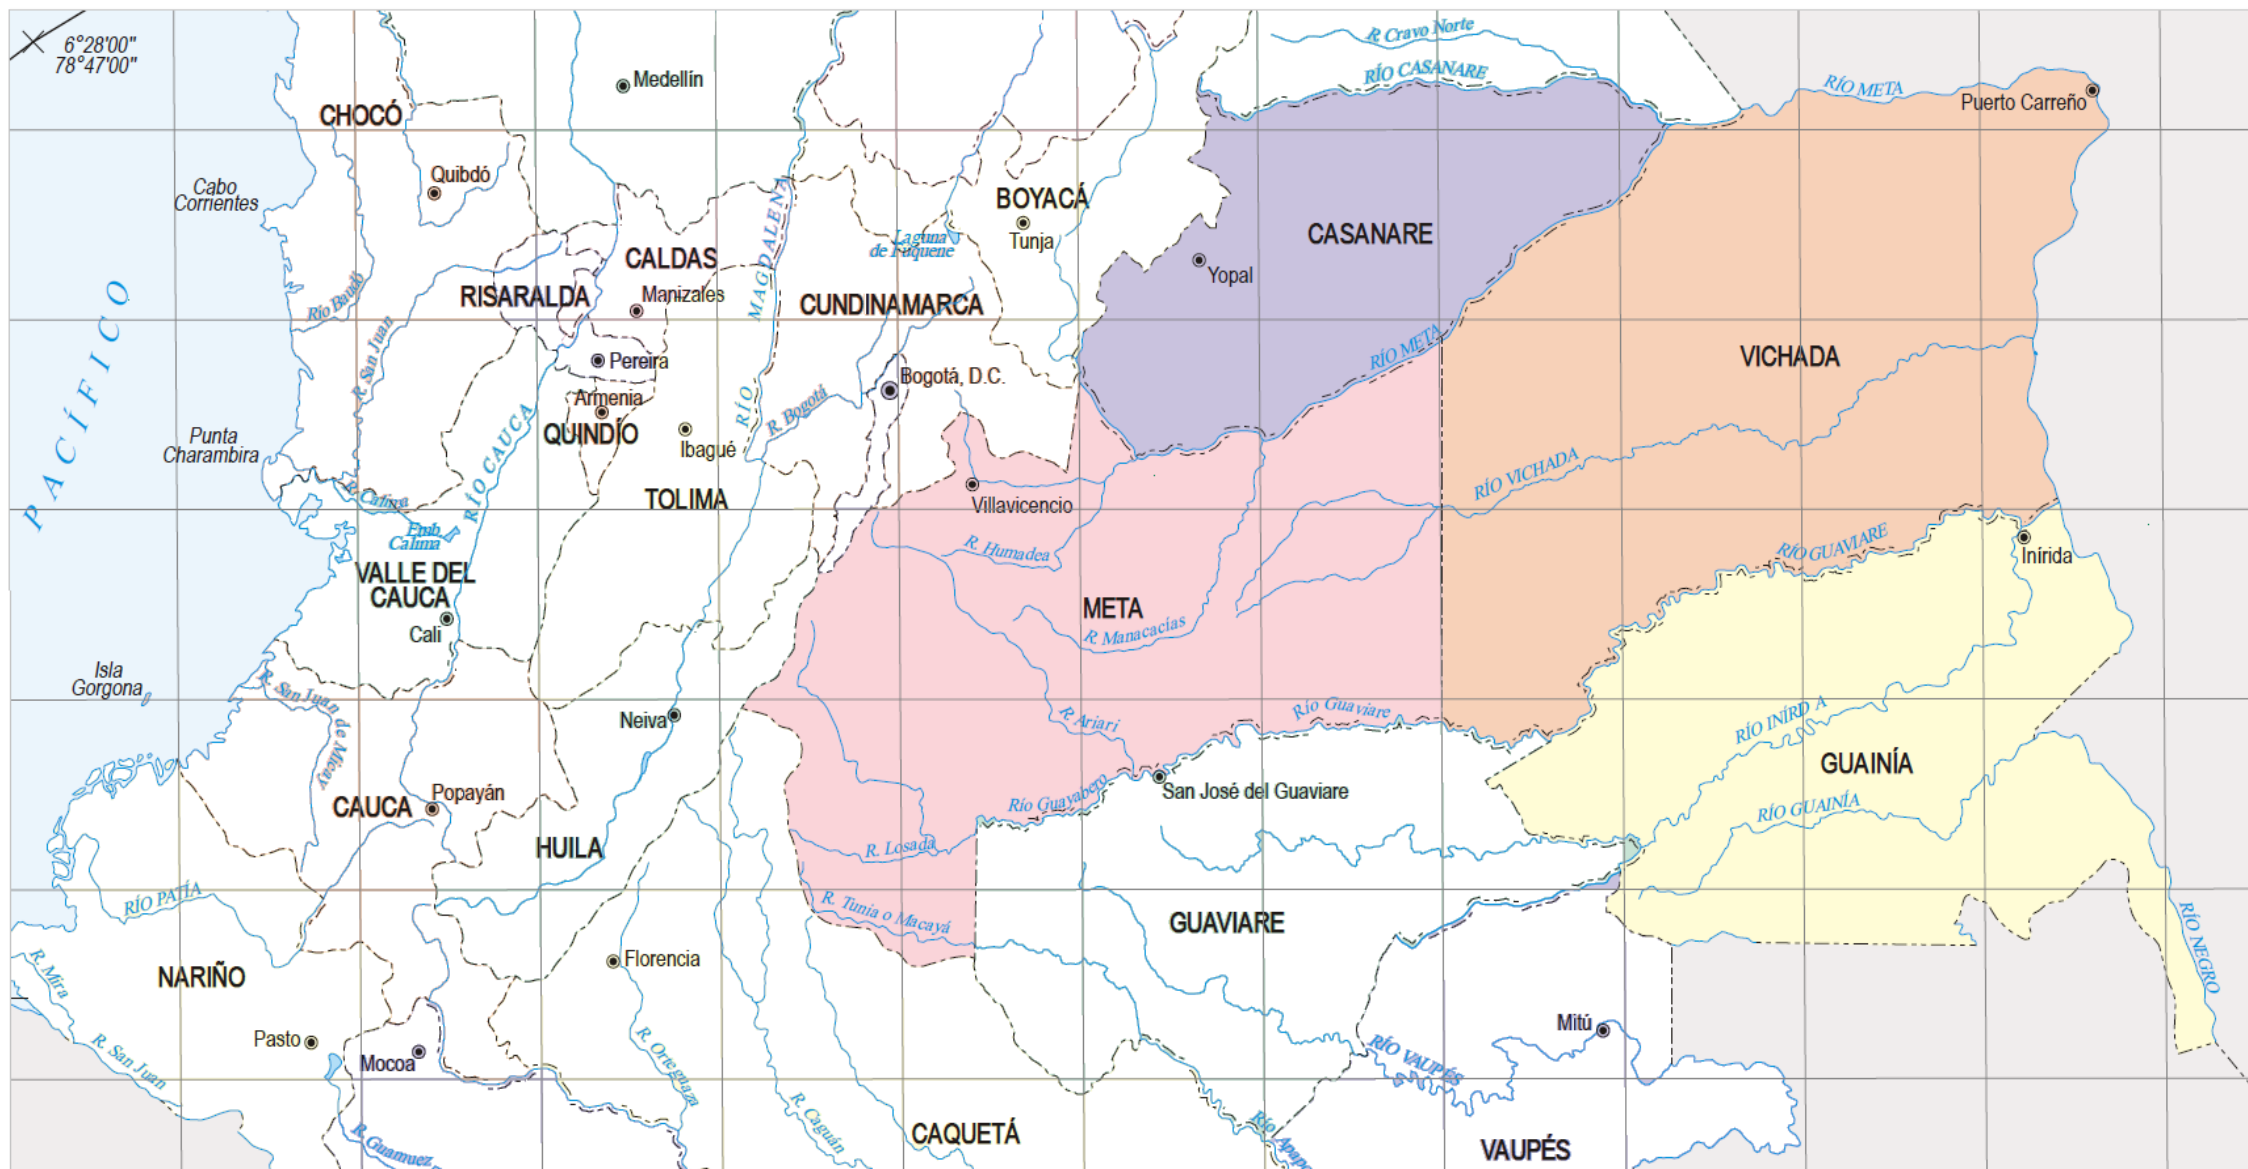 6°28'00"
78°47'00"
Medellín
R. Cravo Norte
RÍO CASANARE
RÍO META
Puerto Carreño
CHOCÓ
Quibdó
Cabo
Corrientes
BOYACÁ
Tunja
Laguna
de Fúquene
CASANARE
Yopal
MAGDALENA
RÍO
CALDAS
Manizales
RISARALDA
CUNDINAMARCA
Río Baudó
R. San Juan
PACÍFICO
Pereira
Bogotá, D.C.
RÍO META
VICHADA
Armenia
QUINDÍO
R. Bogotá
Ibagué
Punta
Charambira
RÍO CAUCA
R. Calima
Emb.
Calima
TOLIMA
Villavicencio
RÍO VICHADA
R. Humadea
RÍO GUAVIARE
Inírida
VALLE DEL
CAUCA
Cali
META
R. Manacacías
Isla
Gorgona
R. San Juan de Micay
Neiva
R. Ariari
Río Guaviare
RÍO INÍRD A
GUAINÍA
RÍO GUAINÍA
San José del Guaviare
Río Guayabero
CAUCA
Popayán
HUILA
R. Losada
RÍO PATÍA
R. Tunia o Macayá
GUAVIARE
RÍO NEGRO
Florencia
NARIÑO
R. Mira
R. San Juan
Pasto
Mocoa
R. Orteguaza
Mitú
RÍO VAUPÉS
R. Guamuez
R. Caguán
CAQUETÁ
Río Apapo
VAUPÉS